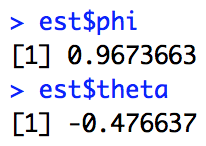 > est$phi
[1] 0.9673663
> est$theta
[1] -0.476637